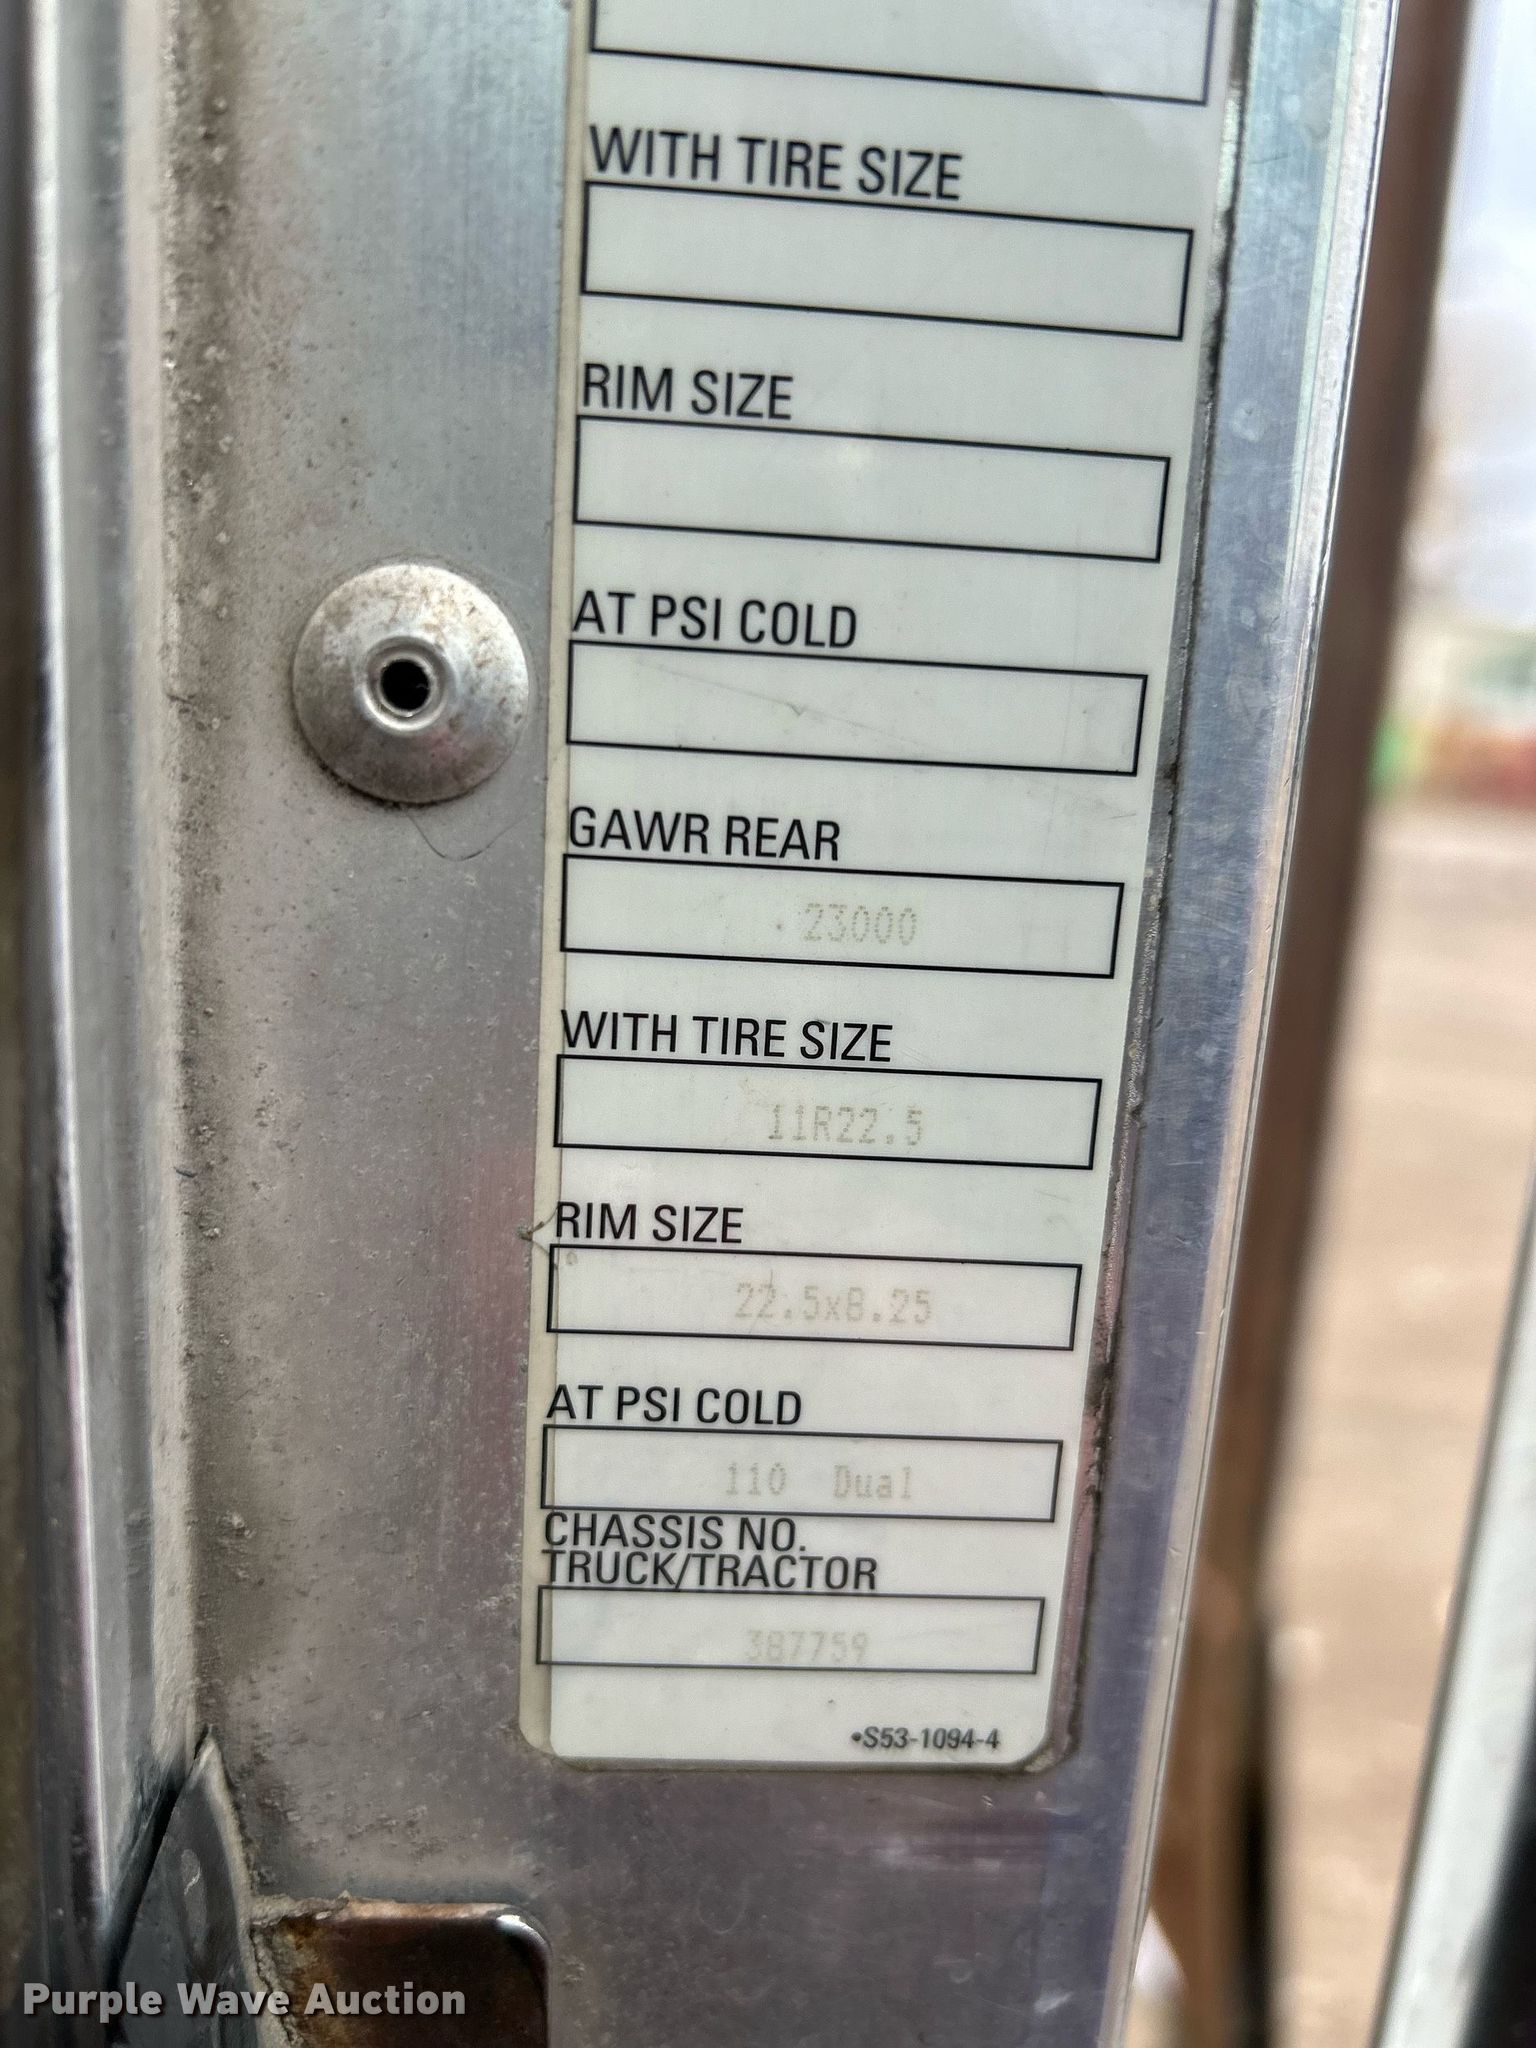 WITH TIRE SIZE
RIM SIZE
AT PSI COLD
GAWR REAR
23000
WITH TIRE SIZE
11R22.5
RIM SIZE
22.5x8.25
AT PSI COLD
110 Dual
CHASSIS NO.
TRUCK/TRACTOR
387759
•S53-1094-4
Purple Wave Auction